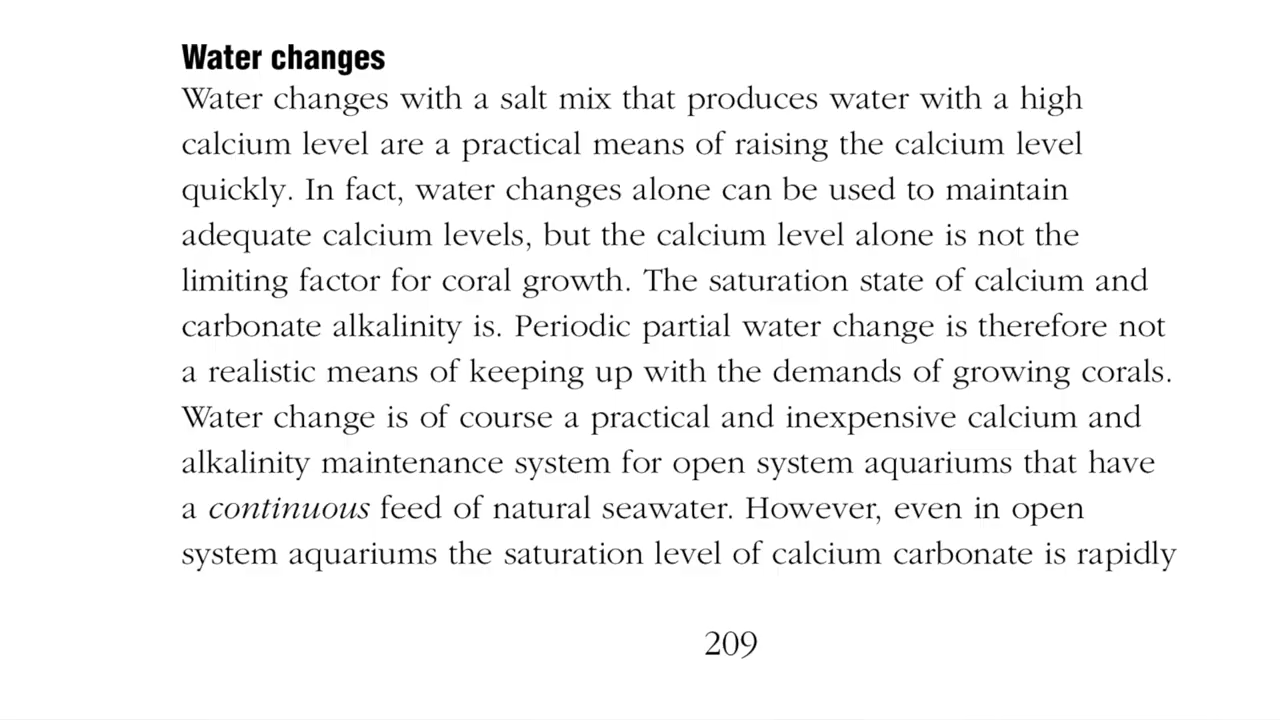 Water changes
Water changes with a salt mix that produces water with a high
calcium level are a practical means of raising the calcium level
quickly. In fact, water changes alone can be used to maintain
adequate calcium levels, but the calcium level alone is not the
limiting factor for coral growth. The saturation state of calcium and
carbonate alkalinity is. Periodic partial water change is therefore not
a realistic means of keeping up with the demands of growing corals.
Water change is of course a practical and inexpensive calcium and
alkalinity maintenance system for open system aquariums that have
a continuous feed of natural seawater. However, even in open
system aquariums the saturation level of calcium carbonate is rapidly
209